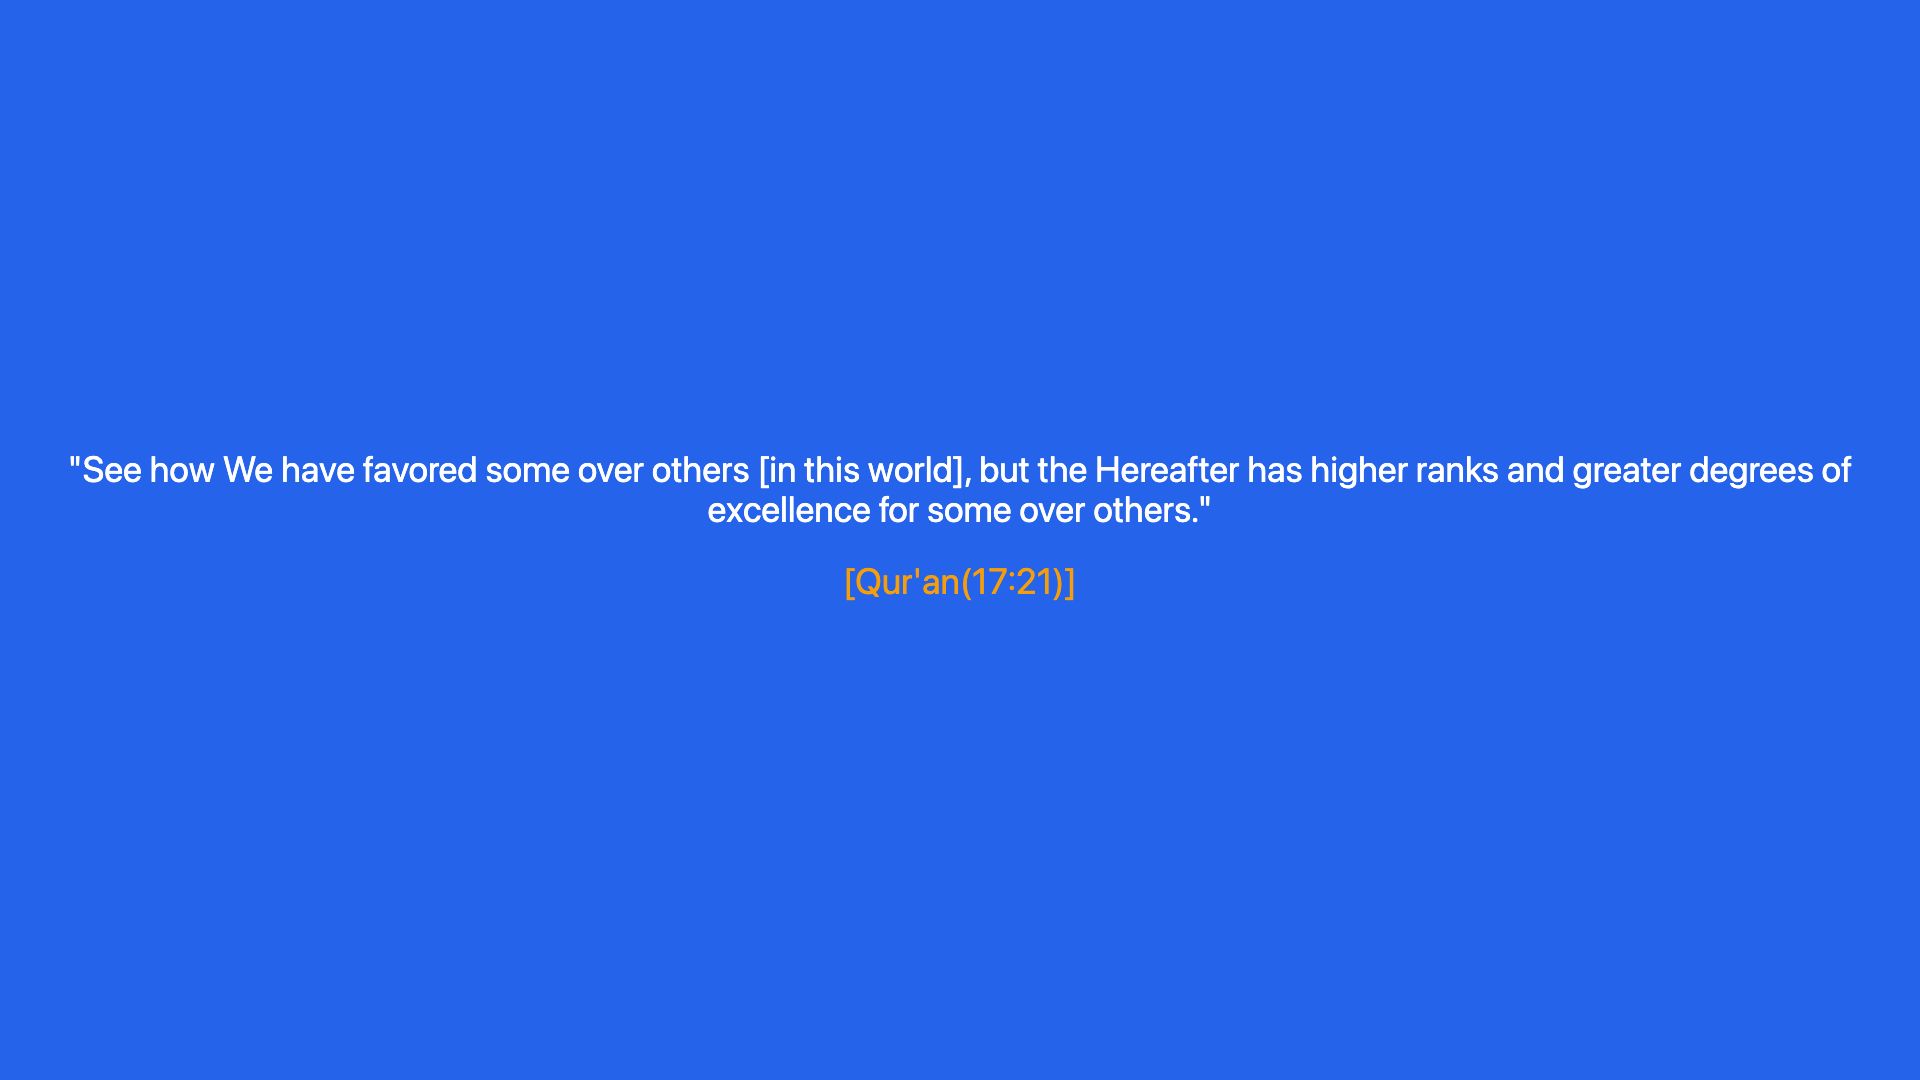 "See how We have favored some over others [in this world], but the Hereafter has higher ranks and greater degrees of
excellence for some over others."
[Qur'an(17:21)]